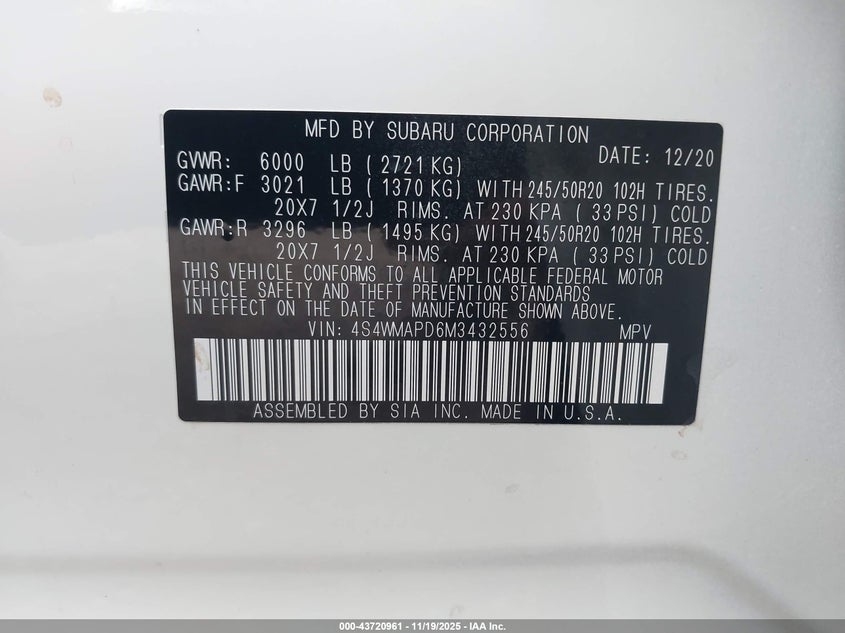 MFD BY SUBARU CORPORATION
DATE: 12/20
GVWR: 6000 LB (2721 KG)
GAWR:F 3021 LB (1370 KG) WITH 245/50R20 102H TIRES.
20X7 1/2J RIMS. AT 230 KPA (33 PSI) COLD
GAWR:R 3296 LB (1495 KG) WITH 245/50R20 102H TIRES.
20X7 1/2J RIMS. AT 230 KPA (33 PSI) COLD
THIS VEHICLE CONFORMS TO ALL APPLICABLE FEDERAL MOTOR
VEHICLE SAFETY AND THEFT PREVENTION STANDARDS
IN EFFECT ON THE DATE OF MANUFACTURE SHOWN ABOVE.
VIN: 4S4WMAPD6M3432556 MPV
ASSEMBLED BY SIA INC. MADE IN U.S.A.
000-43720961 - 11/19/2025 - IAA Inc.